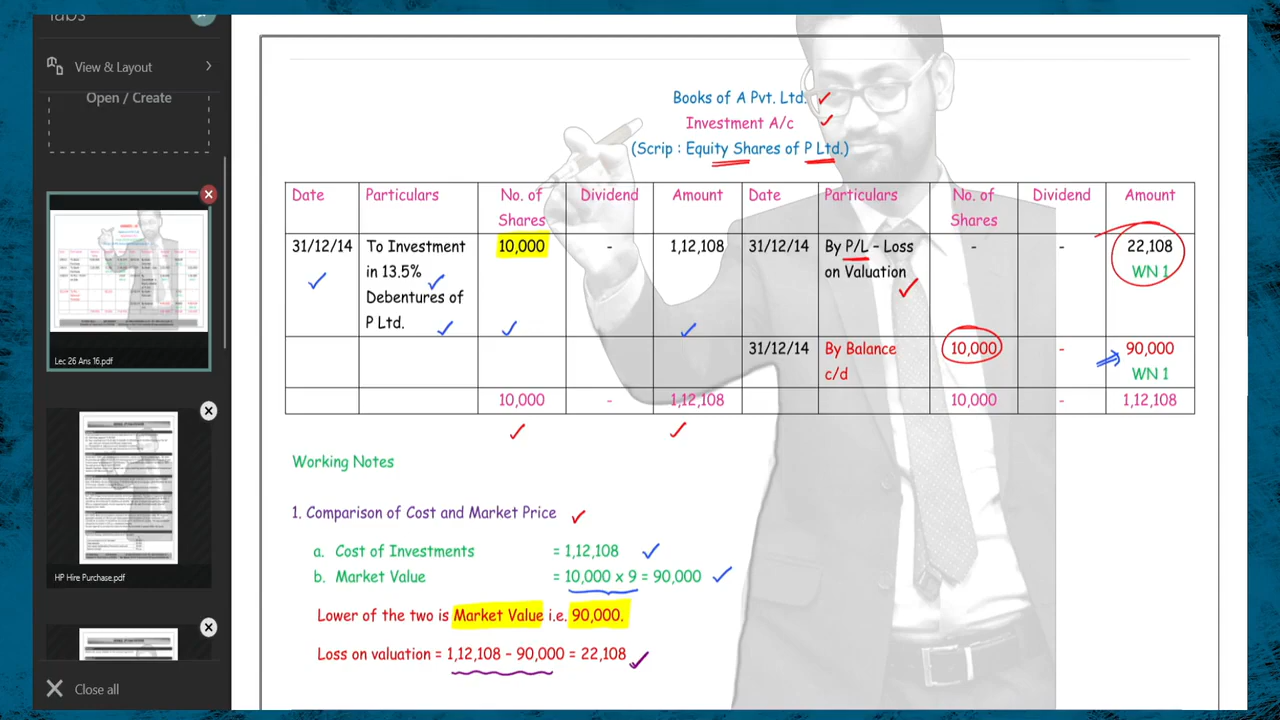 Tabs
View & Layout
Open / Create
Lec 26 Ans 16.pdf
HP Hire Purchase.pdf
Close all
Books of A Pvt. Ltd.
Investment A/c
(Scrip : Equity Shares of P Ltd.)
Date Particulars No. of Dividend Amount Date Particulars No. of Dividend Amount
Shares Shares
31/12/14 To Investment 10,000 - 1,12,108 31/12/14 By P/L – Loss - - 22,108
in 13.5% on Valuation WN 1
Debentures of
P Ltd.
31/12/14 By Balance 10,000 - 90,000
c/d WN 1
10,000 - 1,12,108 10,000 - 1,12,108
Working Notes
1. Comparison of Cost and Market Price
a. Cost of Investments = 1,12,108
b. Market Value = 10,000 x 9 = 90,000
Lower of the two is Market Value i.e. 90,000.
Loss on valuation = 1,12,108 – 90,000 = 22,108